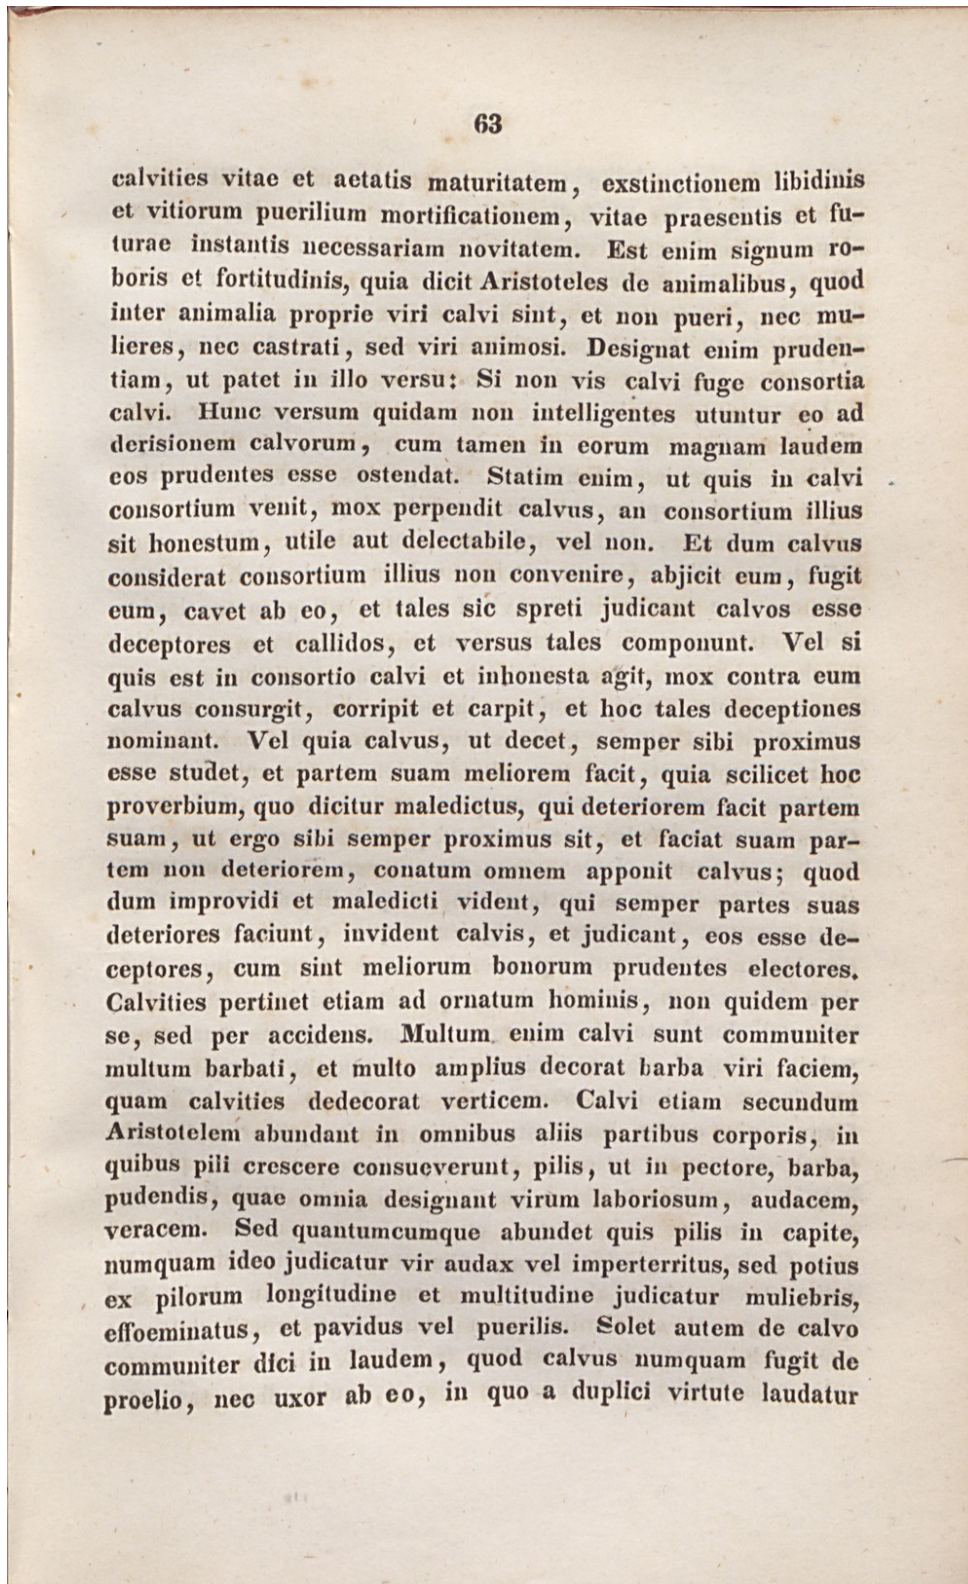 63
calvities vitae et aetatis maturitatem, exstinctionem libidinis
et vitiorum puerilium mortificationem, vitae praesentis et fu-
turae instantis necessariam novitatem. Est enim signum ro-
boris et fortitudinis, quia dicit Aristoteles de animalibus, quod
inter animalia proprie viri calvi sint, et non pueri, nec mu-
lieres, nec castrati, sed viri animosi. Designat enim pruden-
tiam, ut patet in illo versu: Si non vis calvi fuge consortia
calvi. Hunc versum quidam non intelligentes utuntur eo ad
derisionem calvorum, cum tamen in eorum magnam laudem
eos prudentes esse ostendat. Statim enim, ut quis in calvi
consortium venit, mox perpendit calvus, an consortium illius
sit honestum, utile aut delectabile, vel non. Et dum calvus
considerat consortium illius non convenire, abjicit eum, fugit
eum, cavet ab eo, et tales sic spreti judicant calvos esse
deceptores et callidos, et versus tales componunt. Vel si
quis est in consortio calvi et inhonesta agit, mox contra eum
calvus consurgit, corripit et carpit, et hoc tales deceptiones
nominant. Vel quia calvus, ut decet, semper sibi proximus
esse studet, et partem suam meliorem facit, quia scilicet hoc
proverbium, quo dicitur maledictus, qui deteriorem facit partem
suam, ut ergo sibi semper proximus sit, et faciat suam par-
tem non deteriorem, conatum omnem apponit calvus; quod
dum improvidi et maledicti vident, qui semper partes suas
deteriores faciunt, invident calvis, et judicant, eos esse de-
ceptores, cum sint meliorum bonorum prudentes electores.
Calvities pertinet etiam ad ornatum hominis, non quidem per
se, sed per accidens. Multum enim calvi sunt communiter
multum barbati, et multo amplius decorat barba viri faciem,
quam calvities dedecorat verticem. Calvi etiam secundum
Aristotelem abundant in omnibus aliis partibus corporis, in
quibus pili crescere consueverunt, pilis, ut in pectore, barba,
pudendis, quae omnia designant virum laboriosum, audacem,
veracem. Sed quantumcumque abundet quis pilis in capite,
numquam ideo judicatur vir audax vel imperterritus, sed potius
ex pilorum longitudine et multitudine judicatur muliebris,
effoeminatus, et pavidus vel puerilis. Solet autem de calvo
communiter dici in laudem, quod calvus numquam fugit de
proelio, nec uxor ab eo, in quo a duplici virtute laudatur